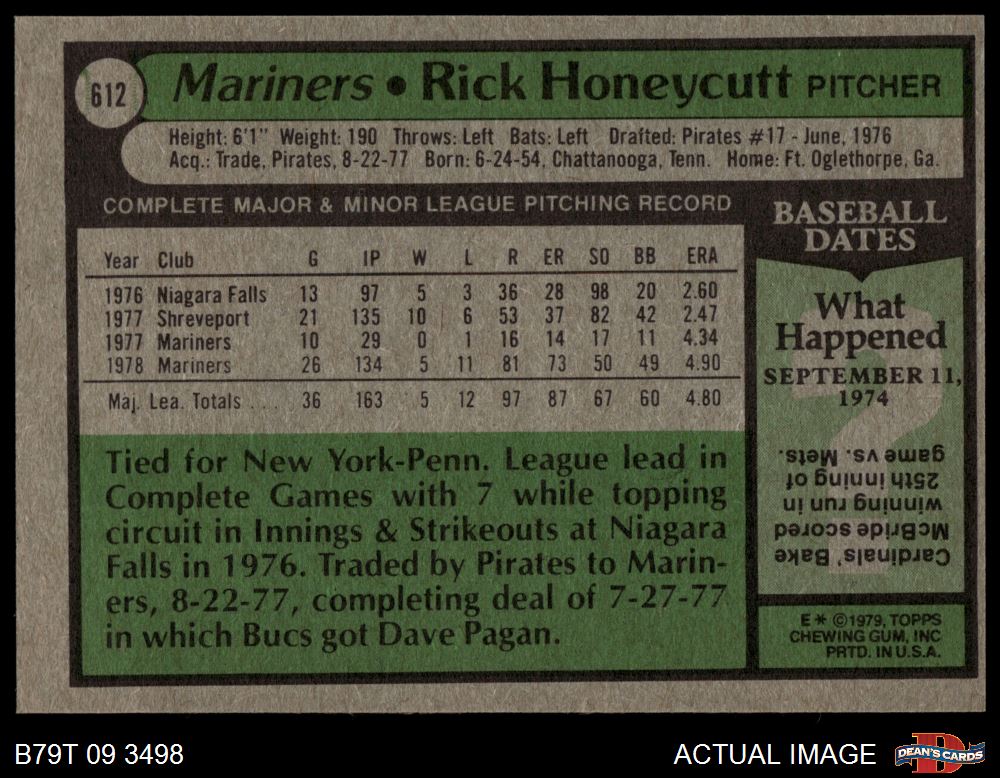 612
Mariners • Rick Honeycutt PITCHER
Height: 6'1" Weight: 190 Throws: Left Bats: Left Drafted: Pirates #17 - June, 1976
Acq.: Trade, Pirates, 8-22-77 Born: 6-24-54, Chattanooga, Tenn. Home: Ft. Oglethorpe, Ga.
COMPLETE MAJOR & MINOR LEAGUE PITCHING RECORD
Year Club G IP W L R ER SO BB ERA
1976 Niagara Falls 13 97 5 3 36 28 98 20 2.60
1977 Shreveport 21 135 10 6 53 37 82 42 2.47
1977 Mariners 10 29 0 1 16 14 17 11 4.34
1978 Mariners 26 134 5 11 81 73 50 49 4.90
Maj. Lea. Totals . . . 36 163 5 12 97 87 67 60 4.80
Tied for New York-Penn. League lead in
Complete Games with 7 while topping
circuit in Innings & Strikeouts at Niagara
Falls in 1976. Traded by Pirates to Marin-
ers, 8-22-77, completing deal of 7-27-77
in which Bucs got Dave Pagan.
BASEBALL
DATES
What
Happened
SEPTEMBER 11,
1974
?
Cardinals' Bake
McBride scored
winning run in
25th inning of
game vs. Mets.
E * ©1979, TOPPS
CHEWING GUM, INC
PRTD. IN U.S.A.
B79T 09 3498
ACTUAL IMAGE
DEAN'S CARDS